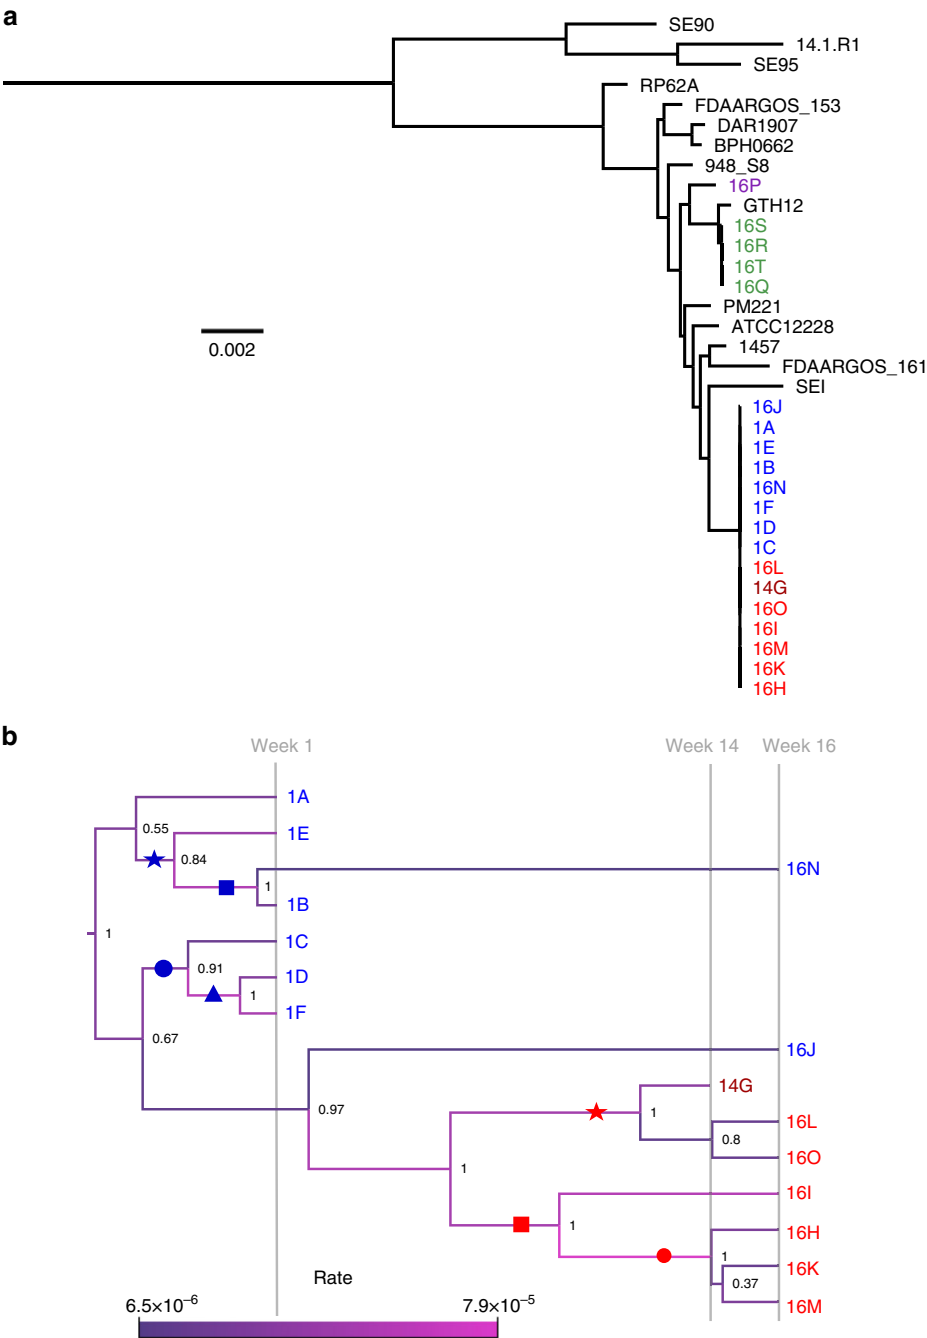 a
SE90
14.1.R1
SE95
RP62A
FDAARGOS_153
DAR1907
BPH0662
948_S8
16P
GTH12
16S
16R
16T
16Q
PM221
0.002
ATCC12228
1457
FDAARGOS_161
SEI
16J
1A
1E
1B
16N
1F
1D
1C
16L
14G
16O
16I
16M
16K
16H
b
Week 1 Week 14 Week 16
1A
0.55
1E
0.84
16N
1
1B
1
1C
0.91
1D
1
1F
0.67
16J
14G
0.97
1
16L
0.8
16O
1
16I
1
16H
1
16K
0.37
16M
Rate
6.5×10⁻⁶ 7.9×10⁻⁵